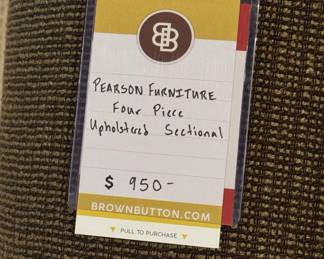 BB
PEARSON FURNITURE
Four Piece
Upholstered Sectional
$ 950-
BROWNBUTTON.COM
PULL TO PURCHASE